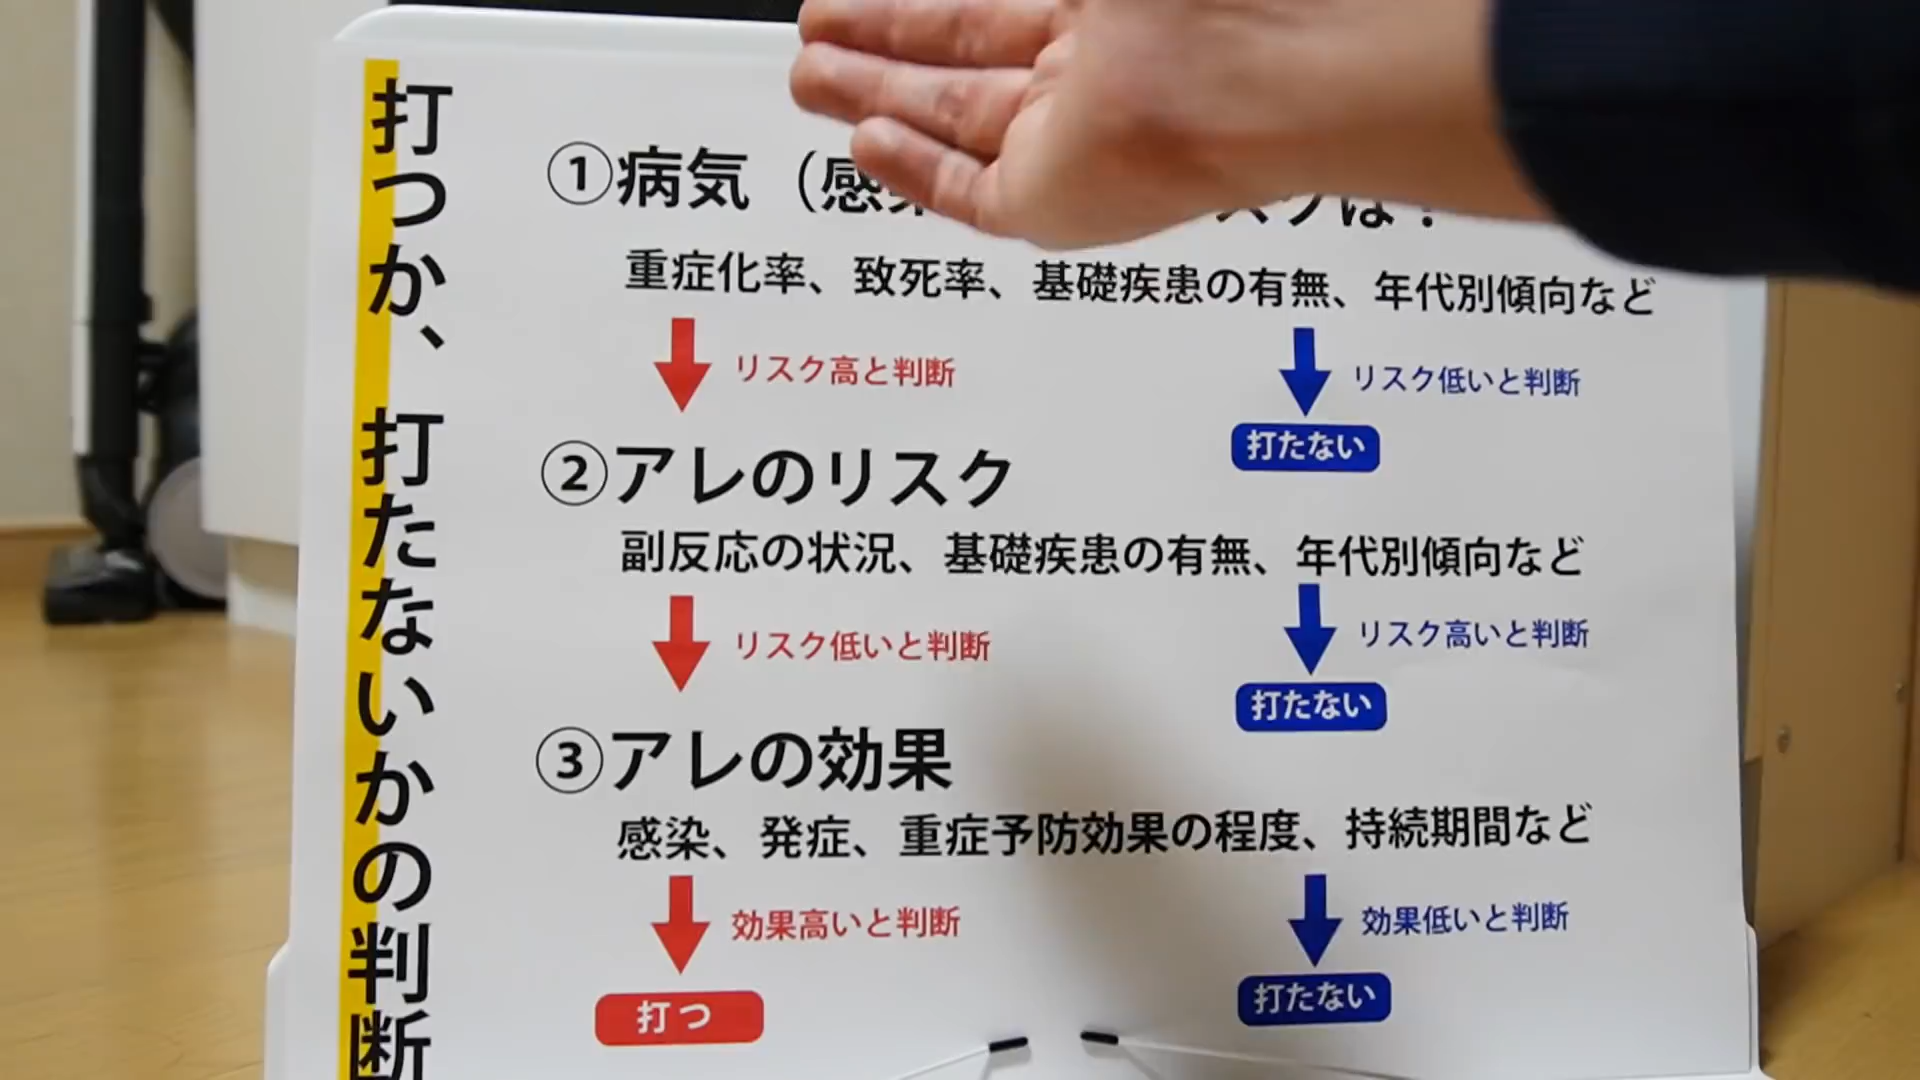 打つか、打たないかの判断
①病気（感
スクは？
重症化率、致死率、基礎疾患の有無、年代別傾向など
リスク高と判断
リスク低いと判断
打たない
②アレのリスク
副反応の状況、基礎疾患の有無、年代別傾向など
リスク低いと判断
リスク高いと判断
打たない
③アレの効果
感染、発症、重症予防効果の程度、持続期間など
効果高いと判断
効果低いと判断
打つ
打たない